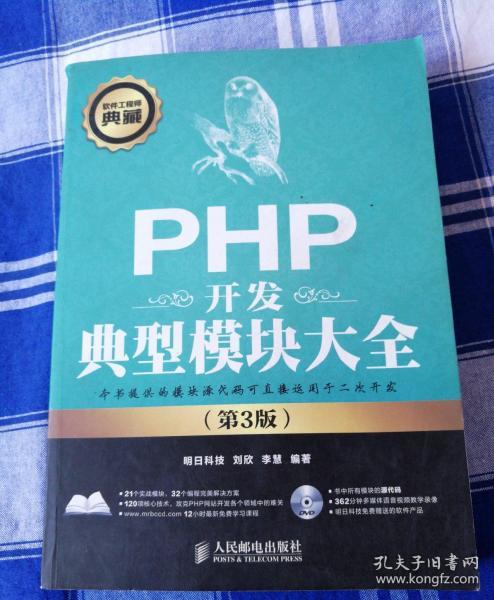 软件工程师
典藏
PHP
开发
典型模块大全
本书提供的模块源代码可直接运用于二次开发
(第3版)
明日科技 刘欣 李慧 编著
• 21个实战模块，32个编程完美解决方案
• 120项核心技术，攻克PHP网站开发各个领域中的难关
• www.mrbccd.com 12小时最新免费学习课程
DVD
• 书中所有模块的源代码
• 362分钟多媒体语音视频教学录像
• 明日科技免费赠送的软件产品
人民邮电出版社
POSTS & TELECOM PRESS
孔夫子旧书网
www.kongfz.com